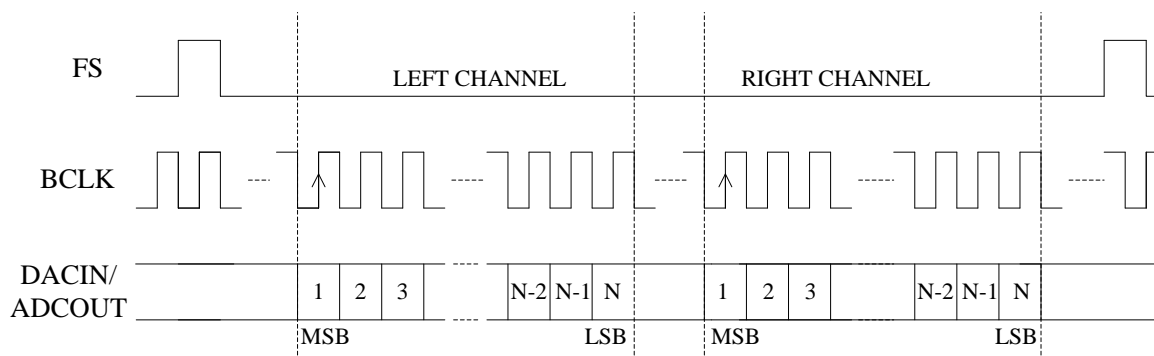 FS
LEFT CHANNEL
RIGHT CHANNEL
BCLK
DACIN/
ADCOUT
1 2 3
N-2 N-1 N
1 2 3
N-2 N-1 N
MSB
LSB
MSB
LSB